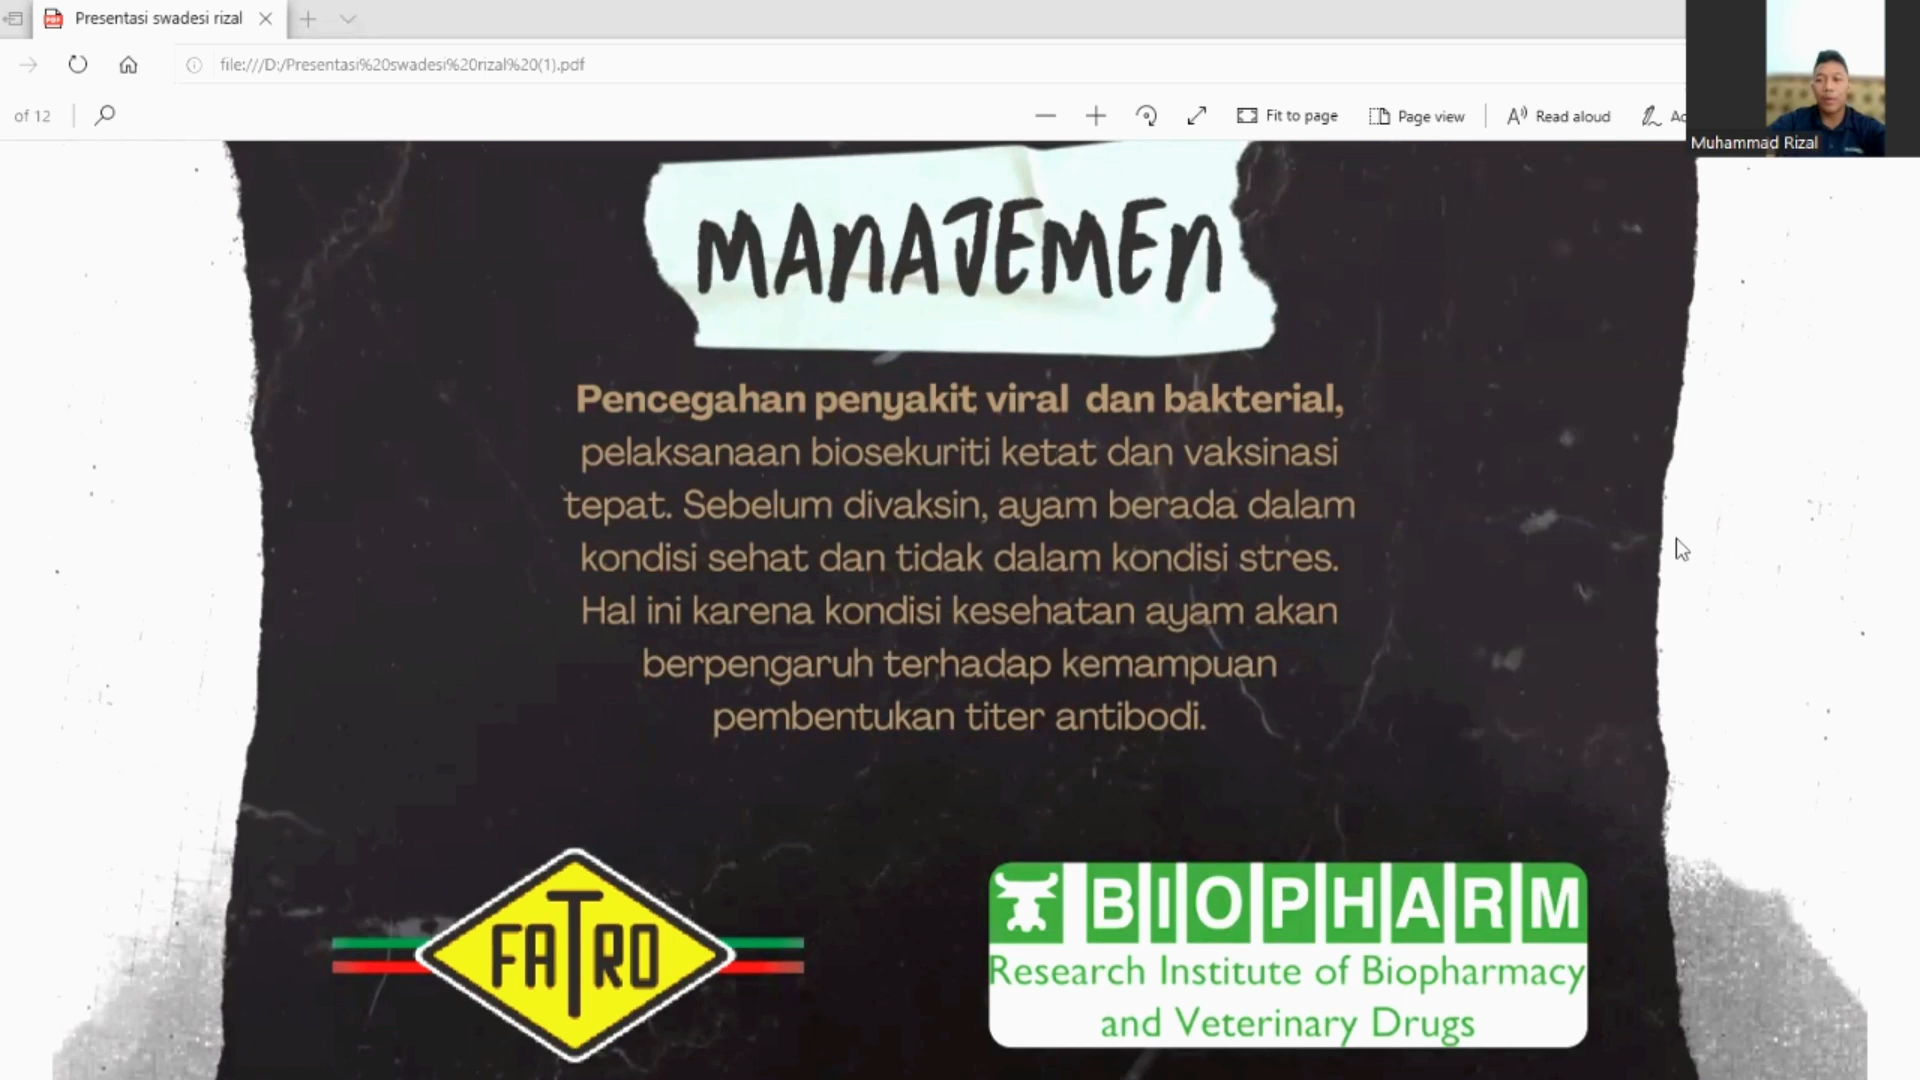 Presentasi swadesi rizal
file:///D:/Presentasi%20swadesi%20rizal%20(1).pdf
of 12
Fit to page
Page view
Read aloud
Muhammad Rizal
MANAJEMEN
Pencegahan penyakit viral dan bakterial,
pelaksanaan biosekuriti ketat dan vaksinasi
tepat. Sebelum divaksin, ayam berada dalam
kondisi sehat dan tidak dalam kondisi stres.
Hal ini karena kondisi kesehatan ayam akan
berpengaruh terhadap kemampuan
pembentukan titer antibodi.
FATRO
BIOPHARM
Research Institute of Biopharmacy
and Veterinary Drugs